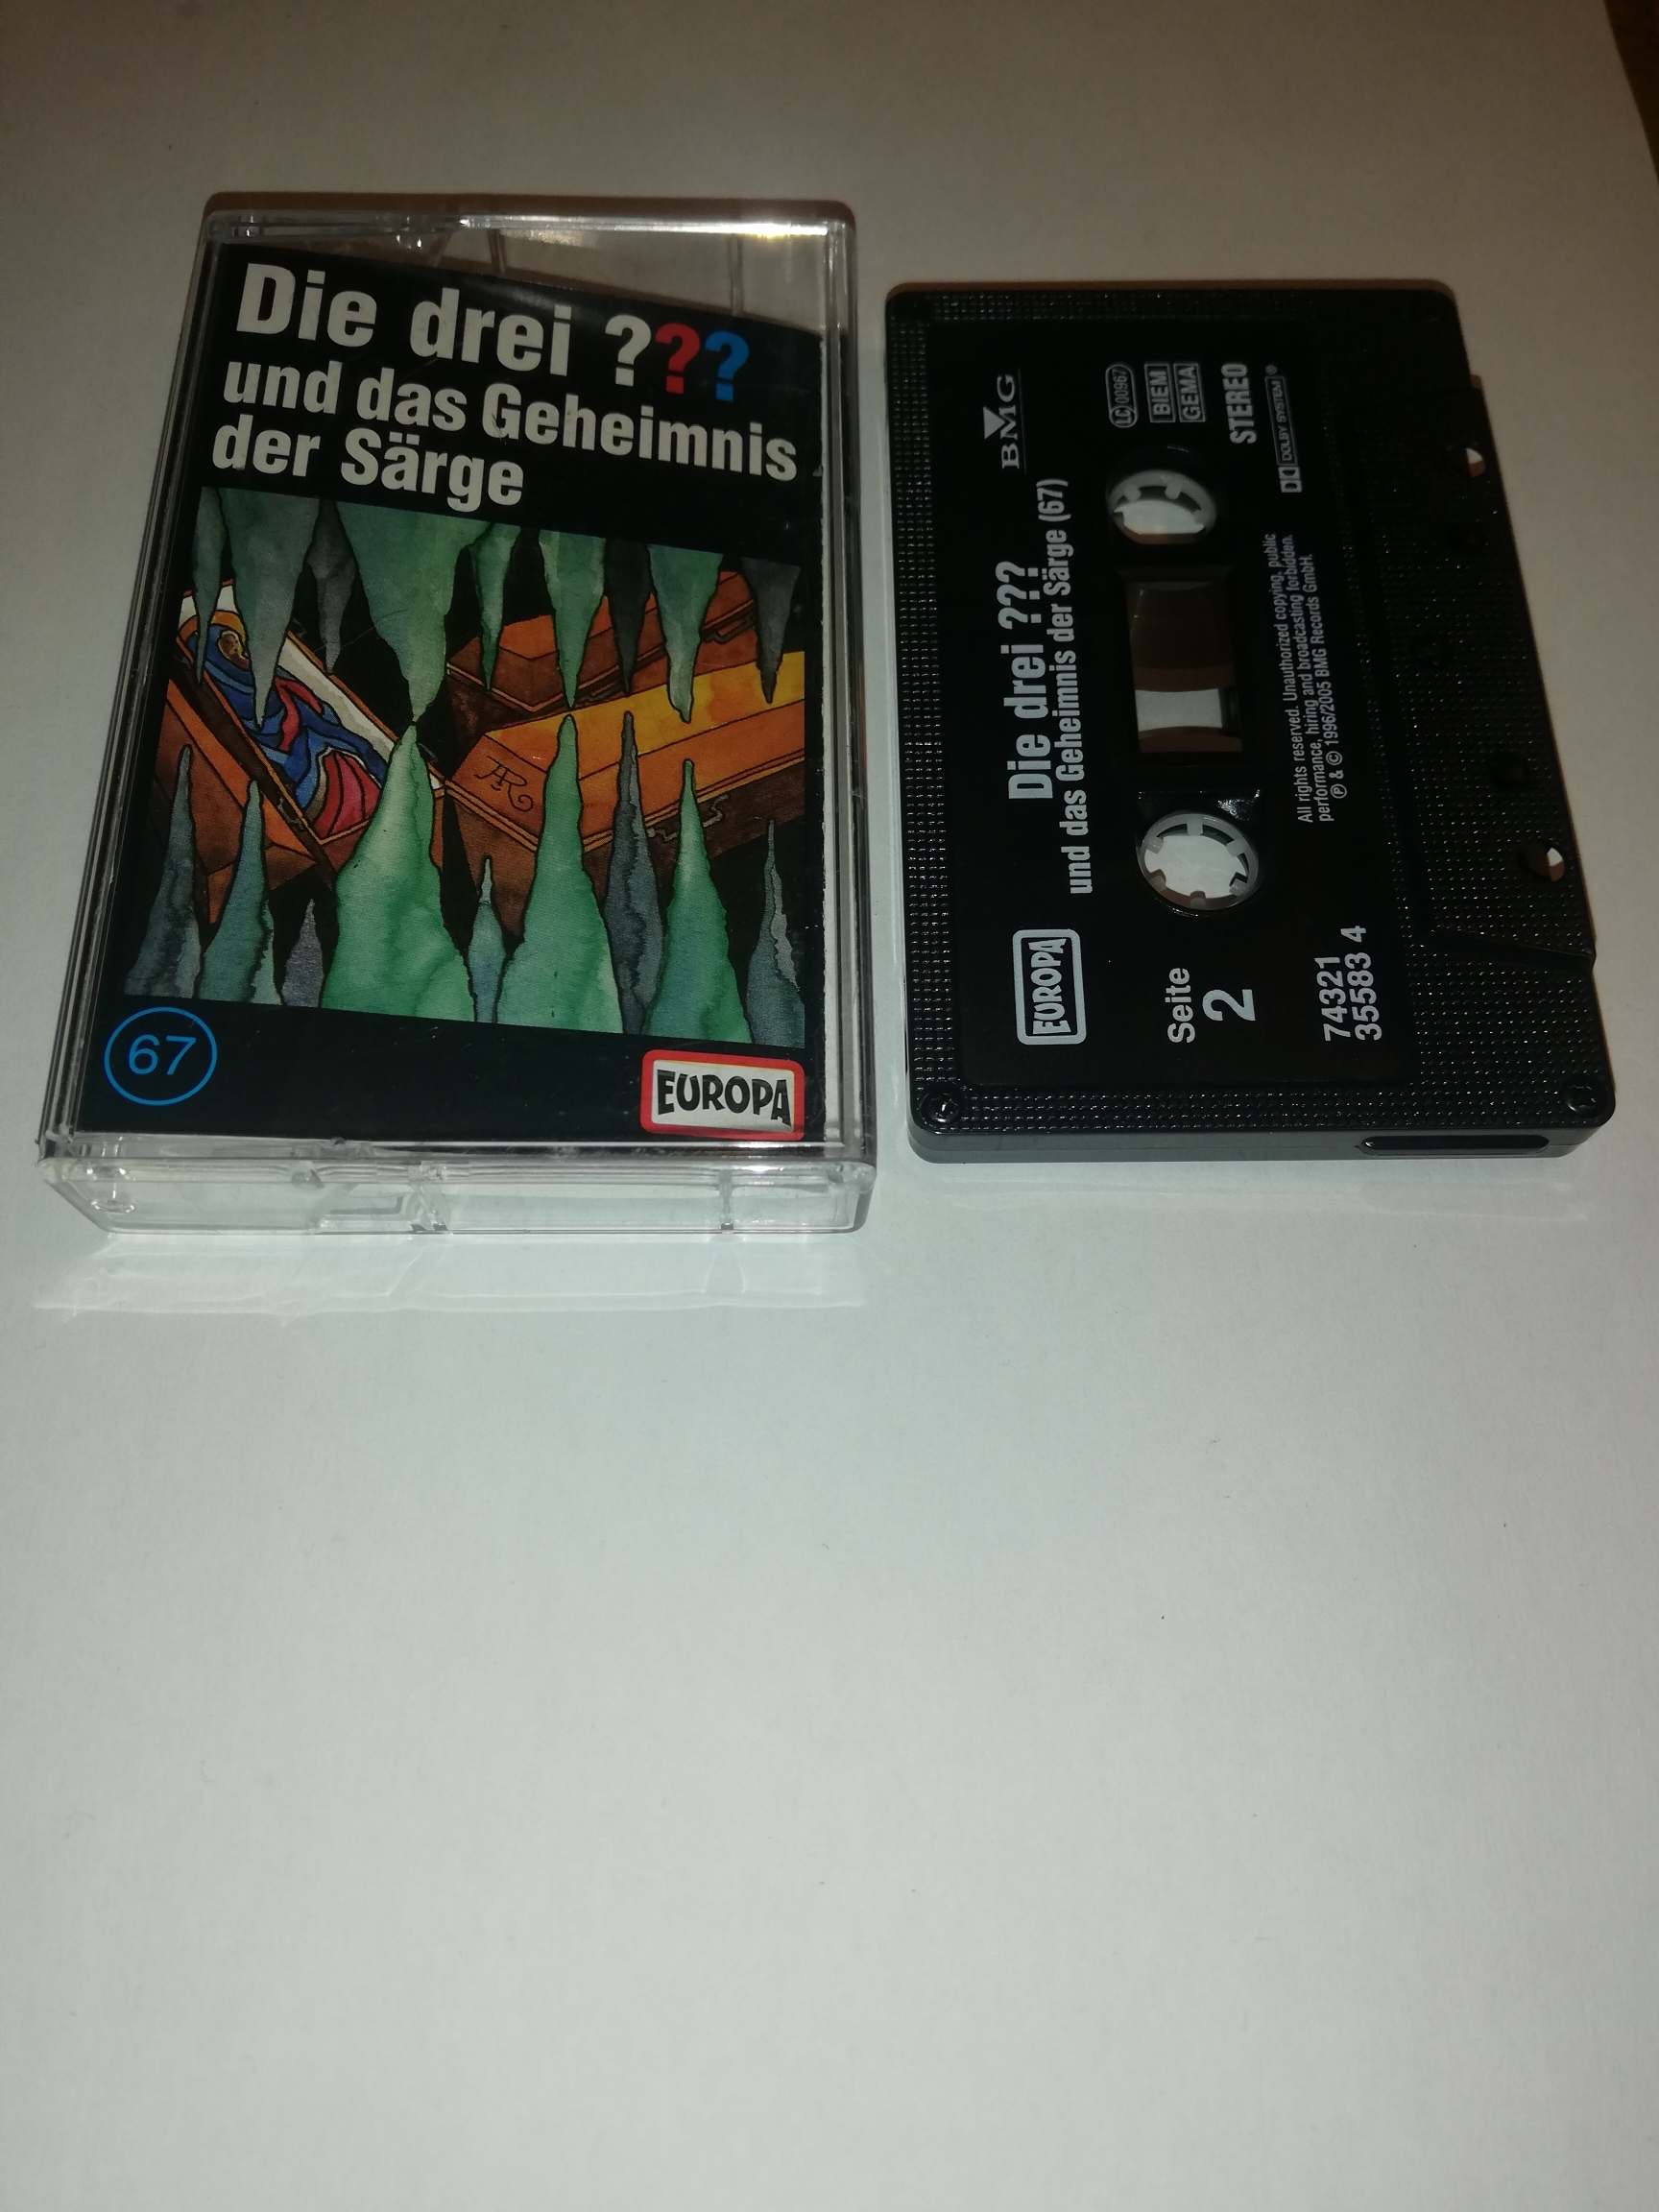 Die drei ???
und das Geheimnis
der Särge
AR
67
EUROPA
BMG
LC 00967
BIEM
GEMA
STEREO
DOLBY SYSTEM ®
Die drei ???
und das Geheimnis der Särge (67)
EUROPA
Seite
2
All rights reserved. Unauthorized copying, public
performance, hiring and broadcasting forbidden.
℗ & © 1996/2005 BMG Records GmbH.
74321
35583 4